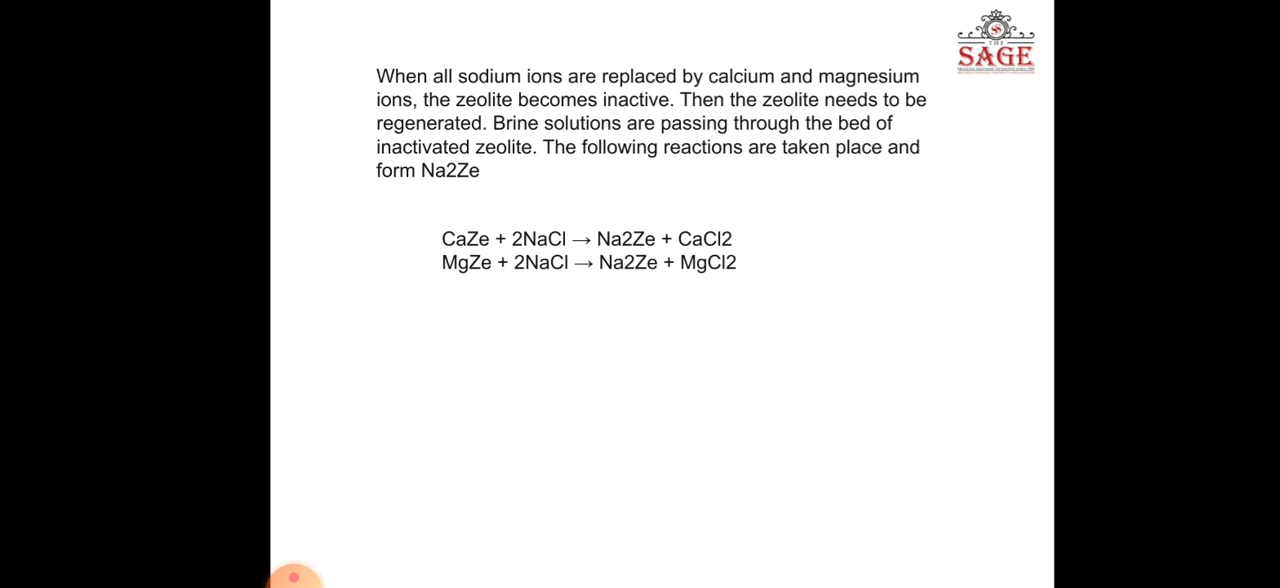 SS
THE
SAGE
When all sodium ions are replaced by calcium and magnesium
ions, the zeolite becomes inactive. Then the zeolite needs to be
regenerated. Brine solutions are passing through the bed of
inactivated zeolite. The following reactions are taken place and
form Na2Ze
CaZe + 2NaCl → Na2Ze + CaCl2
MgZe + 2NaCl → Na2Ze + MgCl2